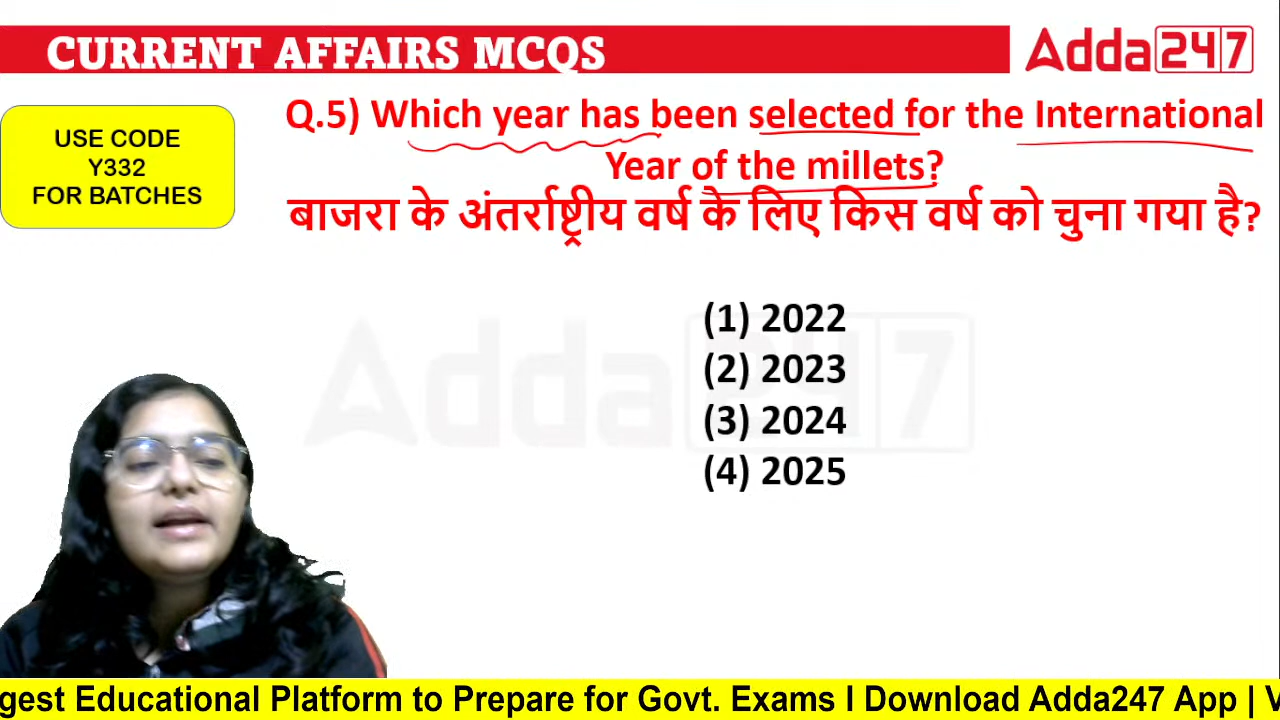 CURRENT AFFAIRS MCQS
Adda247
USE CODE
Y332
FOR BATCHES
Q.5) Which year has been selected for the International
Year of the millets?
बाजरा के अंतर्राष्ट्रीय वर्ष के लिए किस वर्ष को चुना गया है?
Adda247
(1) 2022
(2) 2023
(3) 2024
(4) 2025
gest Educational Platform to Prepare for Govt. Exams I Download Adda247 App | V